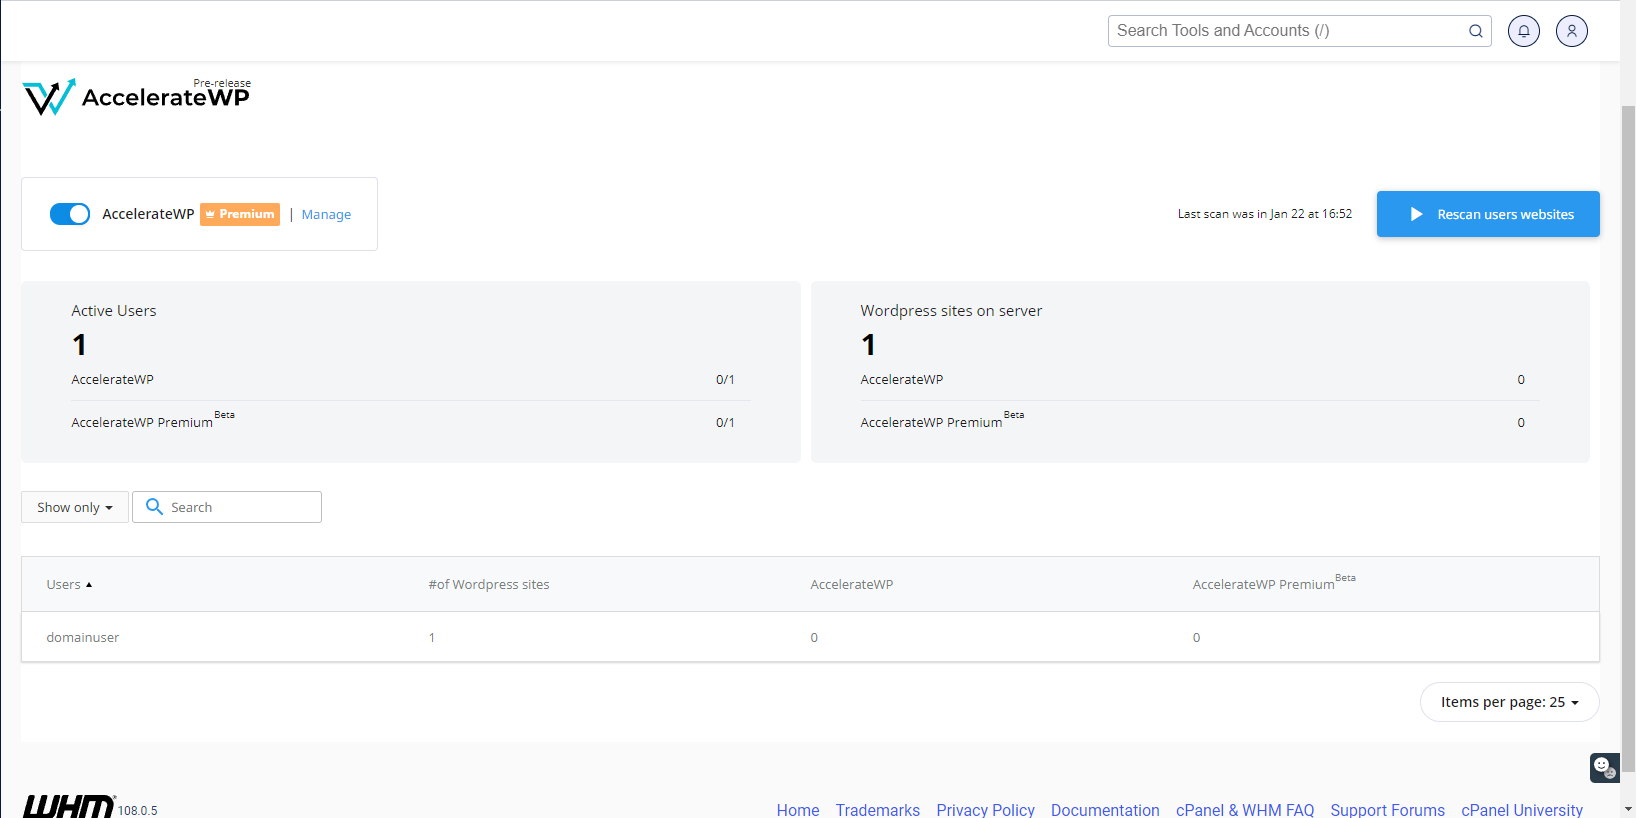 Search Tools and Accounts (/)
Pre-release
AccelerateWP
AccelerateWP Premium | Manage
Last scan was in Jan 22 at 16:52
Rescan users websites
Active Users
1
AccelerateWP 0/1
AccelerateWP Premium Beta 0/1
Wordpress sites on server
1
AccelerateWP 0
AccelerateWP Premium Beta 0
Show only
Search
Users #of Wordpress sites AccelerateWP AccelerateWP Premium Beta
domainuser 1 0 0
Items per page: 25
WHM® 108.0.5
Home Trademarks Privacy Policy Documentation cPanel & WHM FAQ Support Forums cPanel University